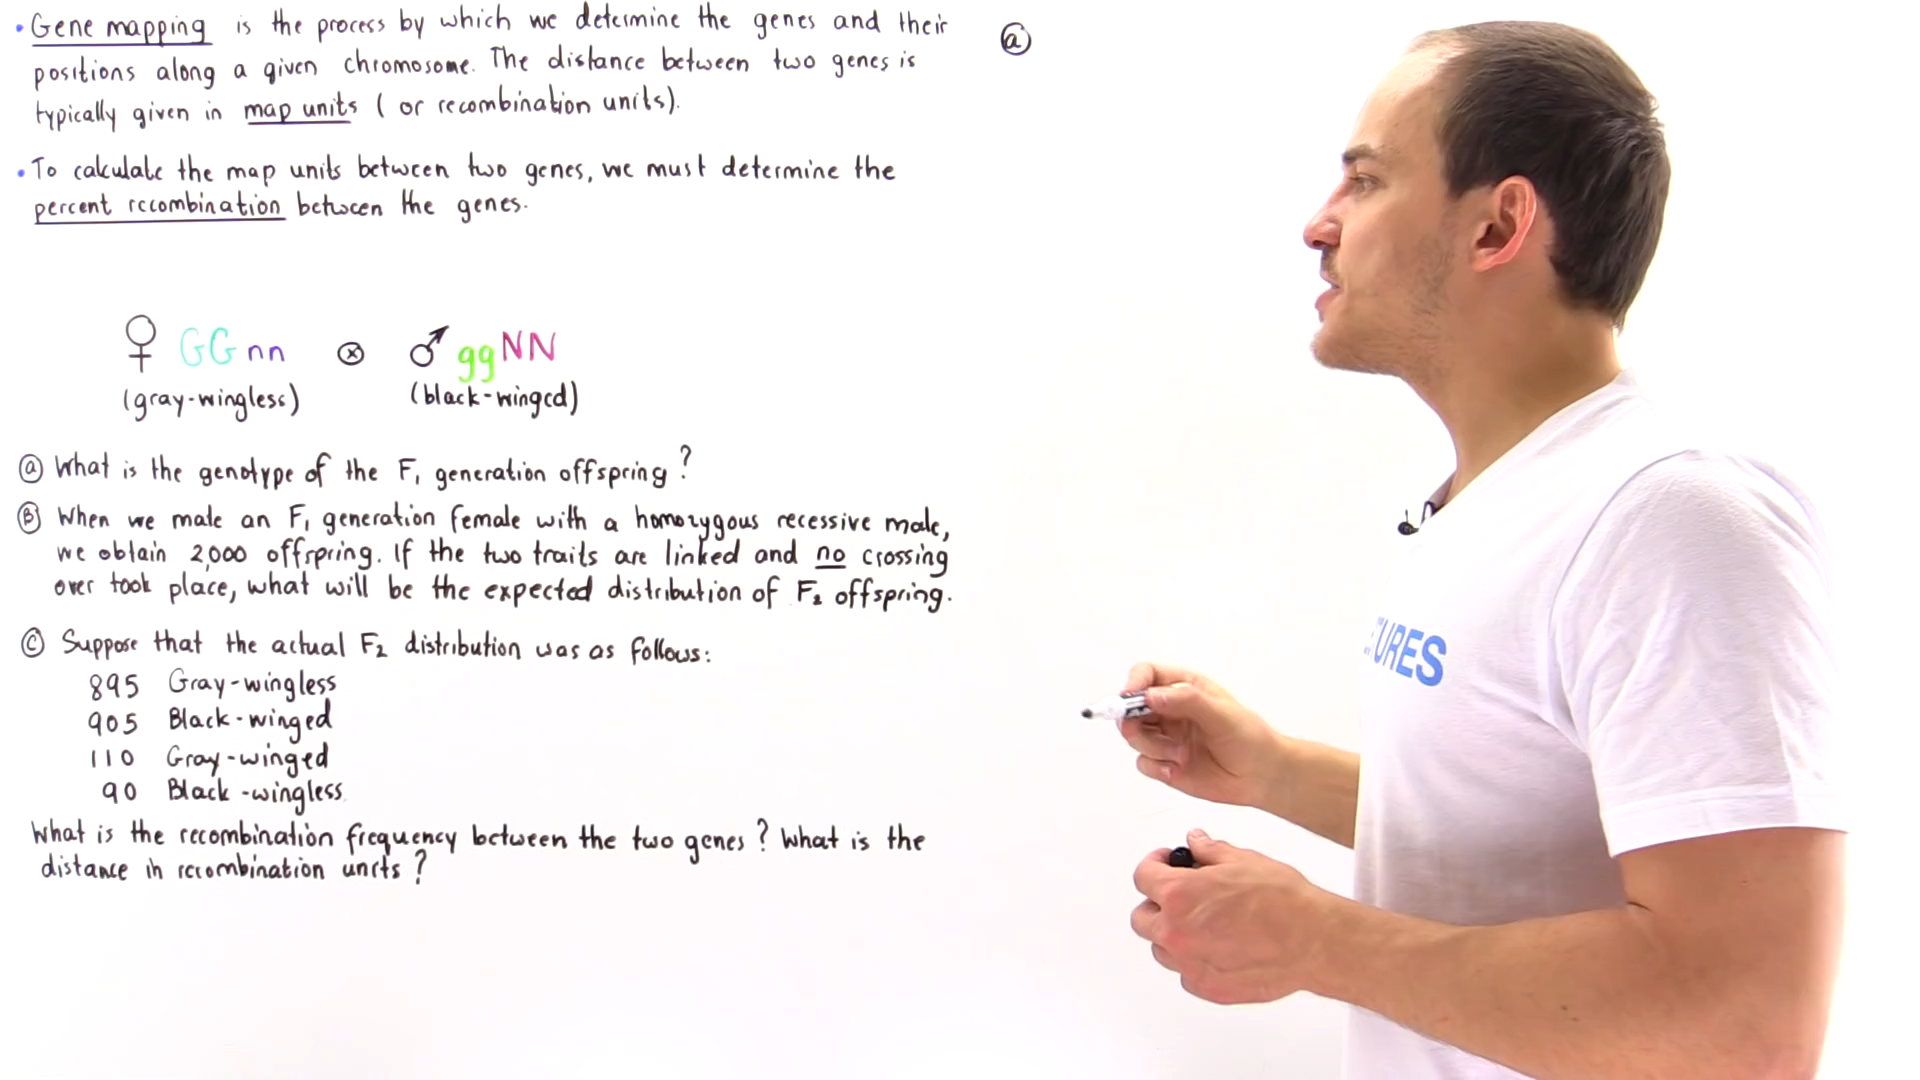 • Gene mapping is the process by which we determine the genes and their
positions along a given chromosome. The distance between two genes is
typically given in map units (or recombination units).
• To calculate the map units between two genes, we must determine the
percent recombination between the genes.
♀ GGnn ⊗ ♂ ggNN
(gray-wingless) (black-winged)
ⓐ What is the genotype of the F₁ generation offspring?
Ⓑ When we mate an F₁ generation female with a homozygous recessive male,
we obtain 2,000 offspring. If the two traits are linked and no crossing
over took place, what will be the expected distribution of F₂ offspring.
Ⓒ Suppose that the actual F₂ distribution was as follows:
895 Gray-wingless
905 Black-winged
110 Gray-winged
90 Black-wingless
What is the recombination frequency between the two genes? What is the
distance in recombination units?
ⓐ